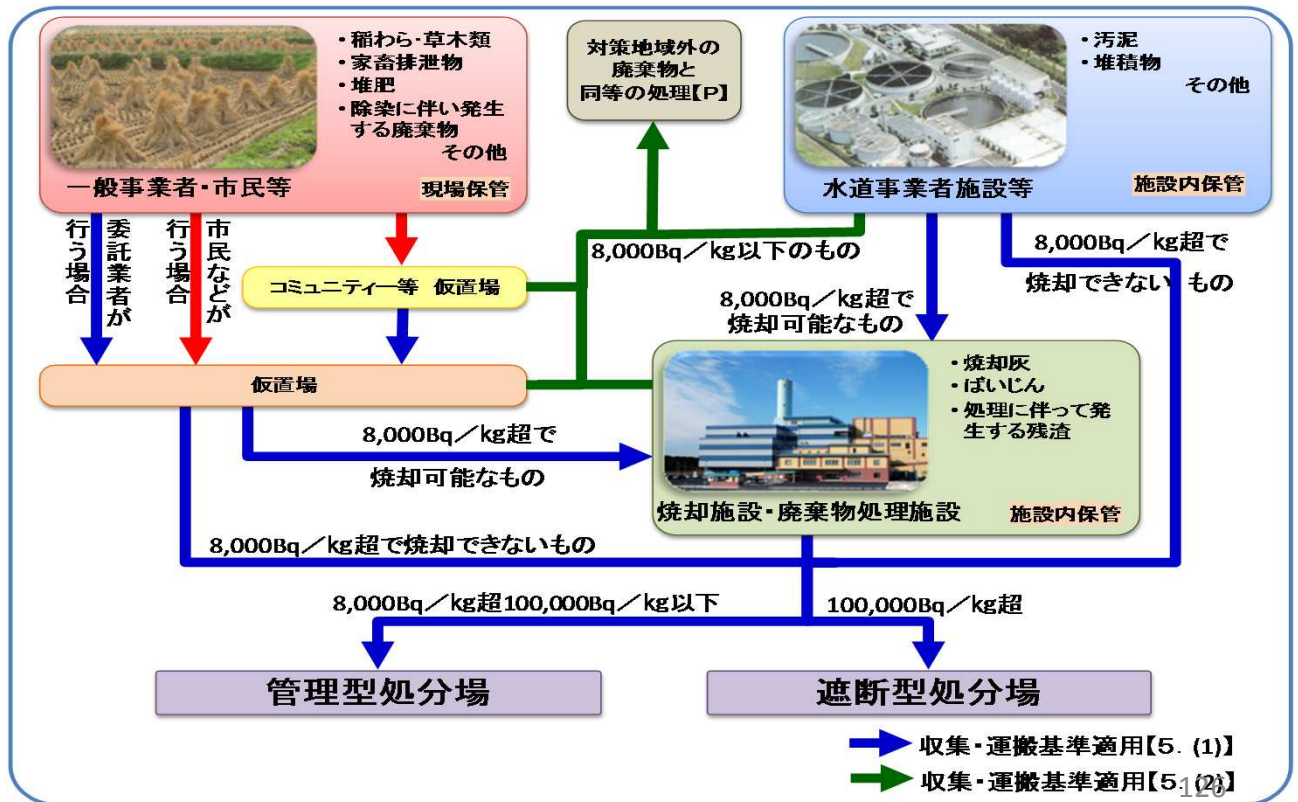 ・稲わら・草木類
・家畜排泄物
・堆肥
・除染に伴い発生
する廃棄物
その他
一般事業者・市民等
現場保管
対策地域外の
廃棄物と
同等の処理【P】
・汚泥
・堆積物
その他
水道事業者施設等
施設内保管
委託業者が
行う場合
市民などが
行う場合
コミュニティー等 仮置場
8,000Bq／kg以下のもの
8,000Bq／kg超で
焼却できない もの
8,000Bq／kg超で
焼却可能なもの
仮置場
・焼却灰
・ばいじん
・処理に伴って発
生する残渣
焼却施設・廃棄物処理施設
施設内保管
8,000Bq／kg超で
焼却可能なもの
8,000Bq／kg超で焼却できないもの
8,000Bq／kg超100,000Bq／kg以下
100,000Bq／kg超
管理型処分場
遮断型処分場
収集・運搬基準適用【5．(1)】
収集・運搬基準適用【5．(2)】
126